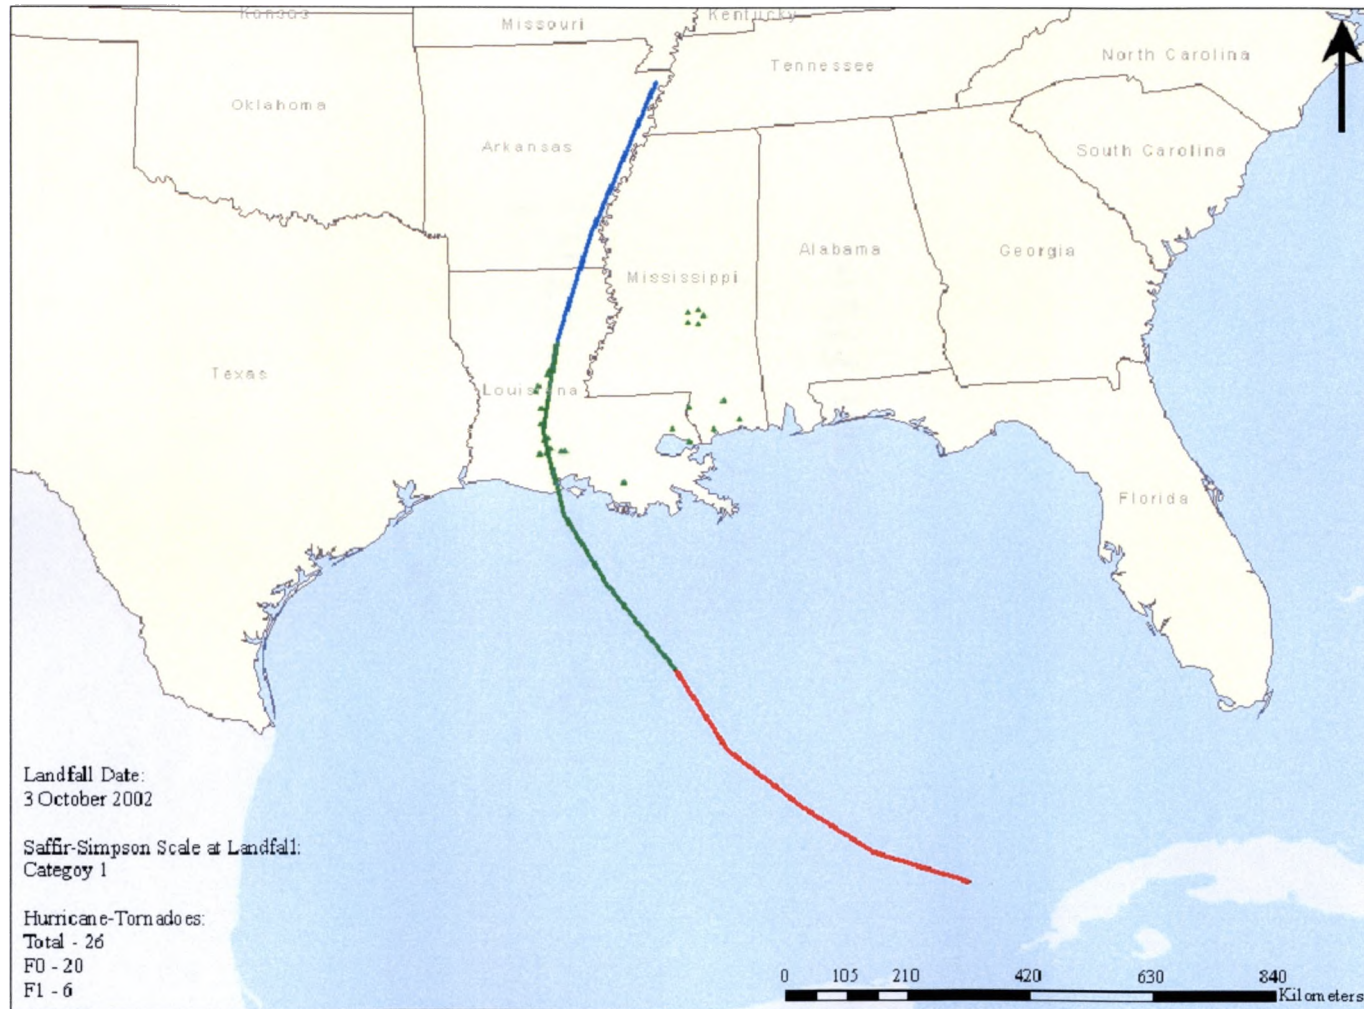 Kansas
Missouri
Kentucky
Tennessee
North Carolina
Oklahoma
Arkansas
South Carolina
Mississippi
Alabama
Georgia
Texas
Louisiana
Florida
Landfall Date:
3 October 2002
Saffir-Simpson Scale at Landfall:
Categoy 1
Hurricane-Tornadoes:
Total - 26
F0 - 20
F1 - 6
0 105 210 420 630 840
Kilometers